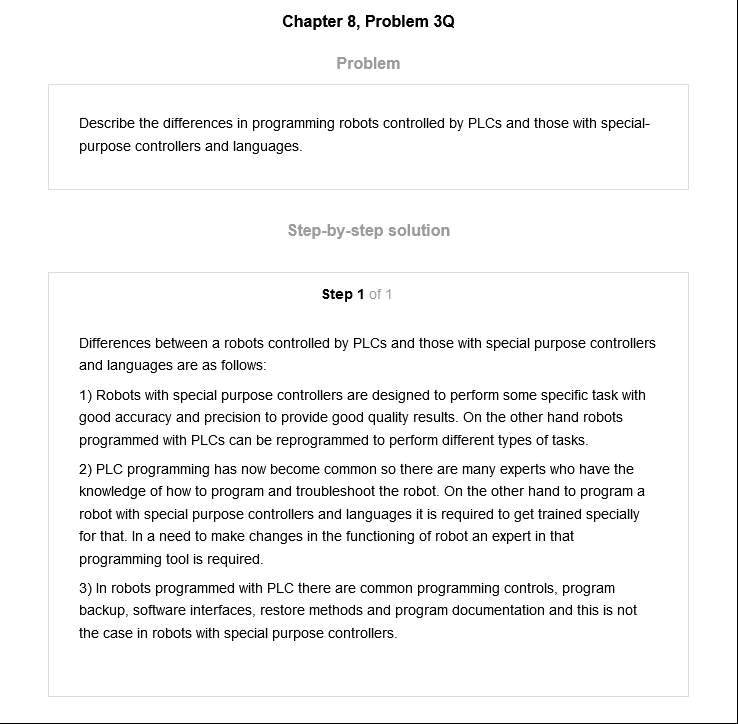 Chapter 8, Problem 3Q
Problem
Describe the differences in programming robots controlled by PLCs and those with special-
purpose controllers and languages.
Step-by-step solution
Step 1 of 1
Differences between a robots controlled by PLCs and those with special purpose controllers
and languages are as follows:
1) Robots with special purpose controllers are designed to perform some specific task with
good accuracy and precision to provide good quality results. On the other hand robots
programmed with PLCs can be reprogrammed to perform different types of tasks.
2) PLC programming has now become common so there are many experts who have the
knowledge of how to program and troubleshoot the robot. On the other hand to program a
robot with special purpose controllers and languages it is required to get trained specially
for that. In a need to make changes in the functioning of robot an expert in that
programming tool is required.
3) In robots programmed with PLC there are common programming controls, program
backup, software interfaces, restore methods and program documentation and this is not
the case in robots with special purpose controllers.